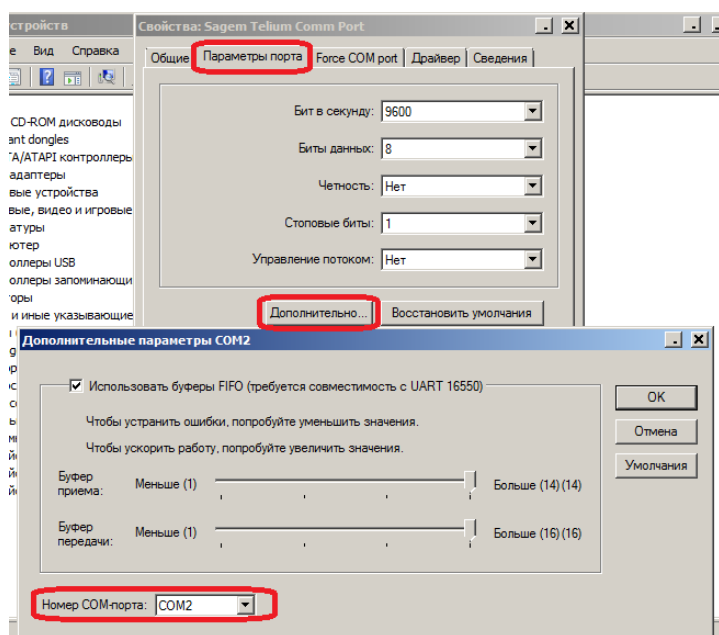 стройств
Свойства: Sagem Telium Comm Port
Вид Справка
Общие Параметры порта Force COM port Драйвер Сведения
Бит в секунду: 9600
Биты данных: 8
Четность: Нет
Стоповые биты: 1
Управление потоком: Нет
Дополнительно... Восстановить умолчания
CD-ROM дисководы
ant dongles
A/ATAPI контроллеры
адаптеры
вые устройства
вые, видео и игровые
атуры
ютер
оллеры USB
оллеры запоминающи
оры
и иные указывающие
Дополнительные параметры COM2
Использовать буферы FIFO (требуется совместимость с UART 16550)
Чтобы устранить ошибки, попробуйте уменьшить значения.
Чтобы ускорить работу, попробуйте увеличить значения.
Буфер приема: Меньше (1) Больше (14) (14)
Буфер передачи: Меньше (1) Больше (16) (16)
Номер COM-порта: COM2
OK
Отмена
Умолчания